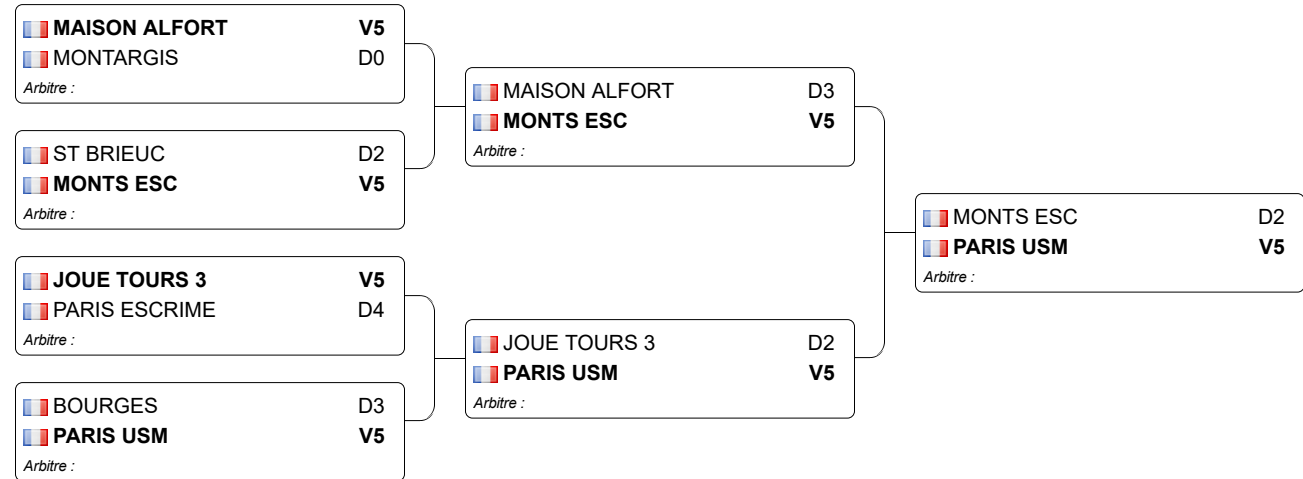 MAISON ALFORT V5
MONTARGIS D0
Arbitre :
ST BRIEUC D2
MONTS ESC V5
Arbitre :
JOUE TOURS 3 V5
PARIS ESCRIME D4
Arbitre :
BOURGES D3
PARIS USM V5
Arbitre :
MAISON ALFORT D3
MONTS ESC V5
Arbitre :
JOUE TOURS 3 D2
PARIS USM V5
Arbitre :
MONTS ESC D2
PARIS USM V5
Arbitre :